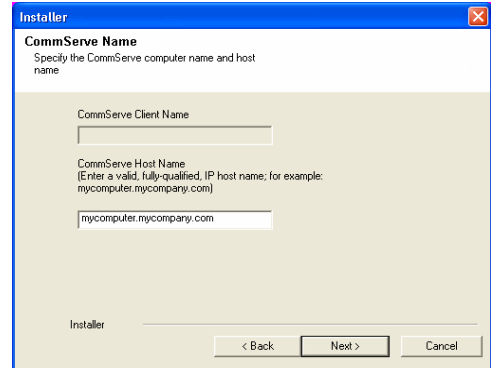 Installer
CommServe Name
Specify the CommServe computer name and host
name
CommServe Client Name
CommServe Host Name
(Enter a valid, fully-qualified, IP host name; for example:
mycomputer.mycompany.com)
mycomputer.mycompany.com
Installer
< Back
Next >
Cancel